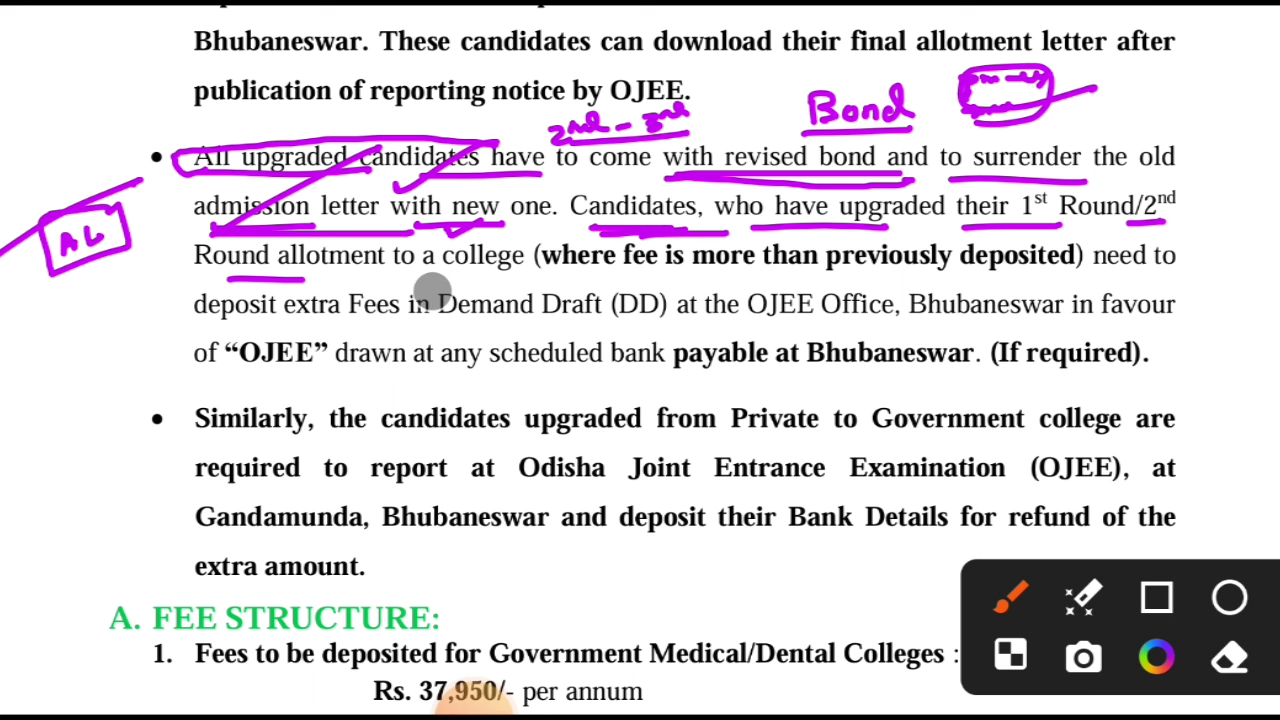 Bhubaneswar. These candidates can download their final allotment letter after
publication of reporting notice by OJEE.
Bond
2nd - 3rd
• All upgraded candidates have to come with revised bond and to surrender the old
admission letter with new one. Candidates, who have upgraded their 1st Round/2nd
AL
Round allotment to a college (where fee is more than previously deposited) need to
deposit extra Fees in Demand Draft (DD) at the OJEE Office, Bhubaneswar in favour
of “OJEE” drawn at any scheduled bank payable at Bhubaneswar. (If required).
• Similarly, the candidates upgraded from Private to Government college are
required to report at Odisha Joint Entrance Examination (OJEE), at
Gandamunda, Bhubaneswar and deposit their Bank Details for refund of the
extra amount.
A. FEE STRUCTURE:
1. Fees to be deposited for Government Medical/Dental Colleges :
Rs. 37,950/- per annum